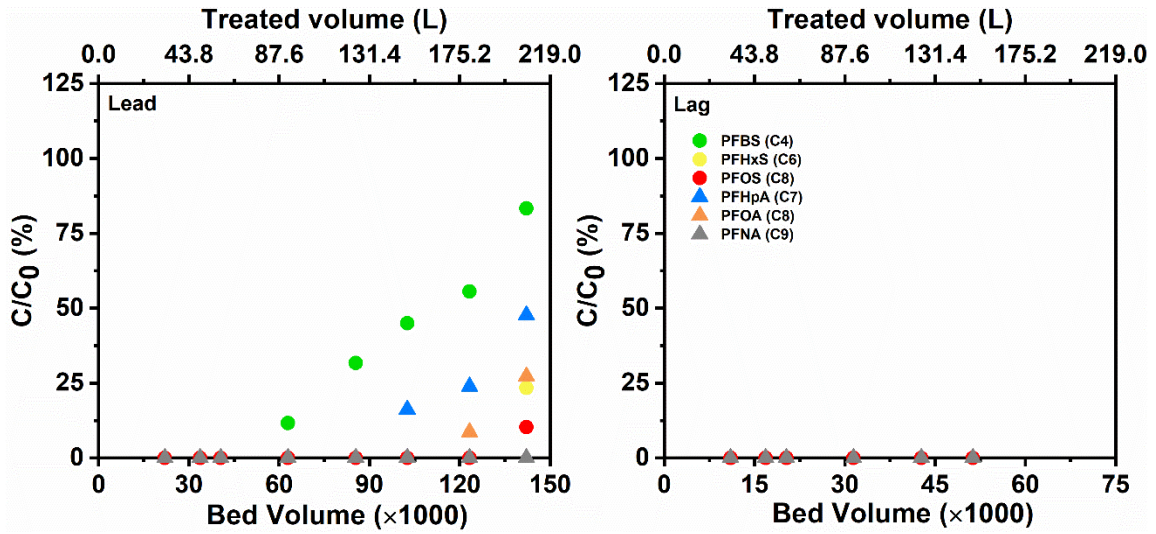 Treated volume (L)
0.0 43.8 87.6 131.4 175.2 219.0
125
100
75
50
25
0
C/C0 (%)
Lead
0 30 60 90 120 150
Bed Volume (×1000)
Treated volume (L)
0.0 43.8 87.6 131.4 175.2 219.0
125
100
75
50
25
0
C/C0 (%)
Lag
PFBS (C4)
PFHxS (C6)
PFOS (C8)
PFHpA (C7)
PFOA (C8)
PFNA (C9)
0 15 30 45 60 75
Bed Volume (×1000)